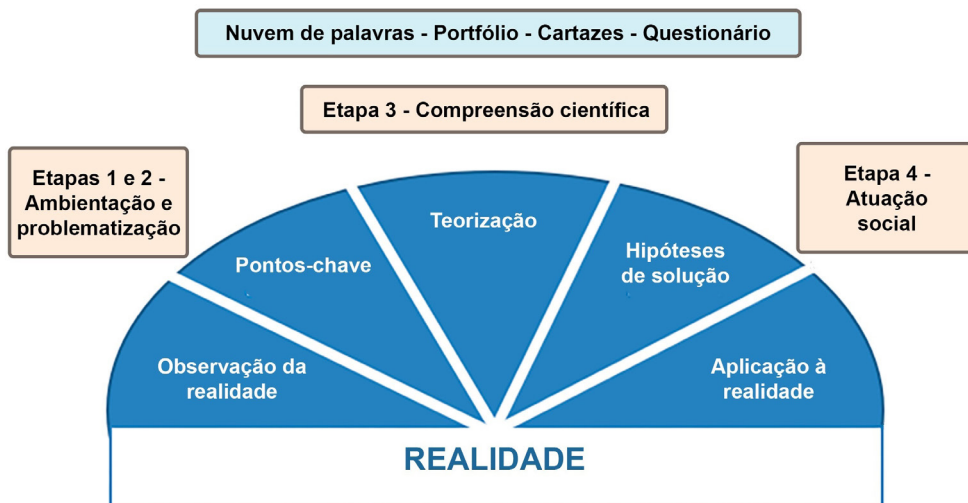 Nuvem de palavras - Portfólio - Cartazes - Questionário
Etapa 3 - Compreensão científica
Etapas 1 e 2 -
Ambientação e
problematização
Etapa 4 -
Atuação
social
Teorização
Pontos-chave
Hipóteses
de solução
Observação da
realidade
Aplicação à
realidade
REALIDADE